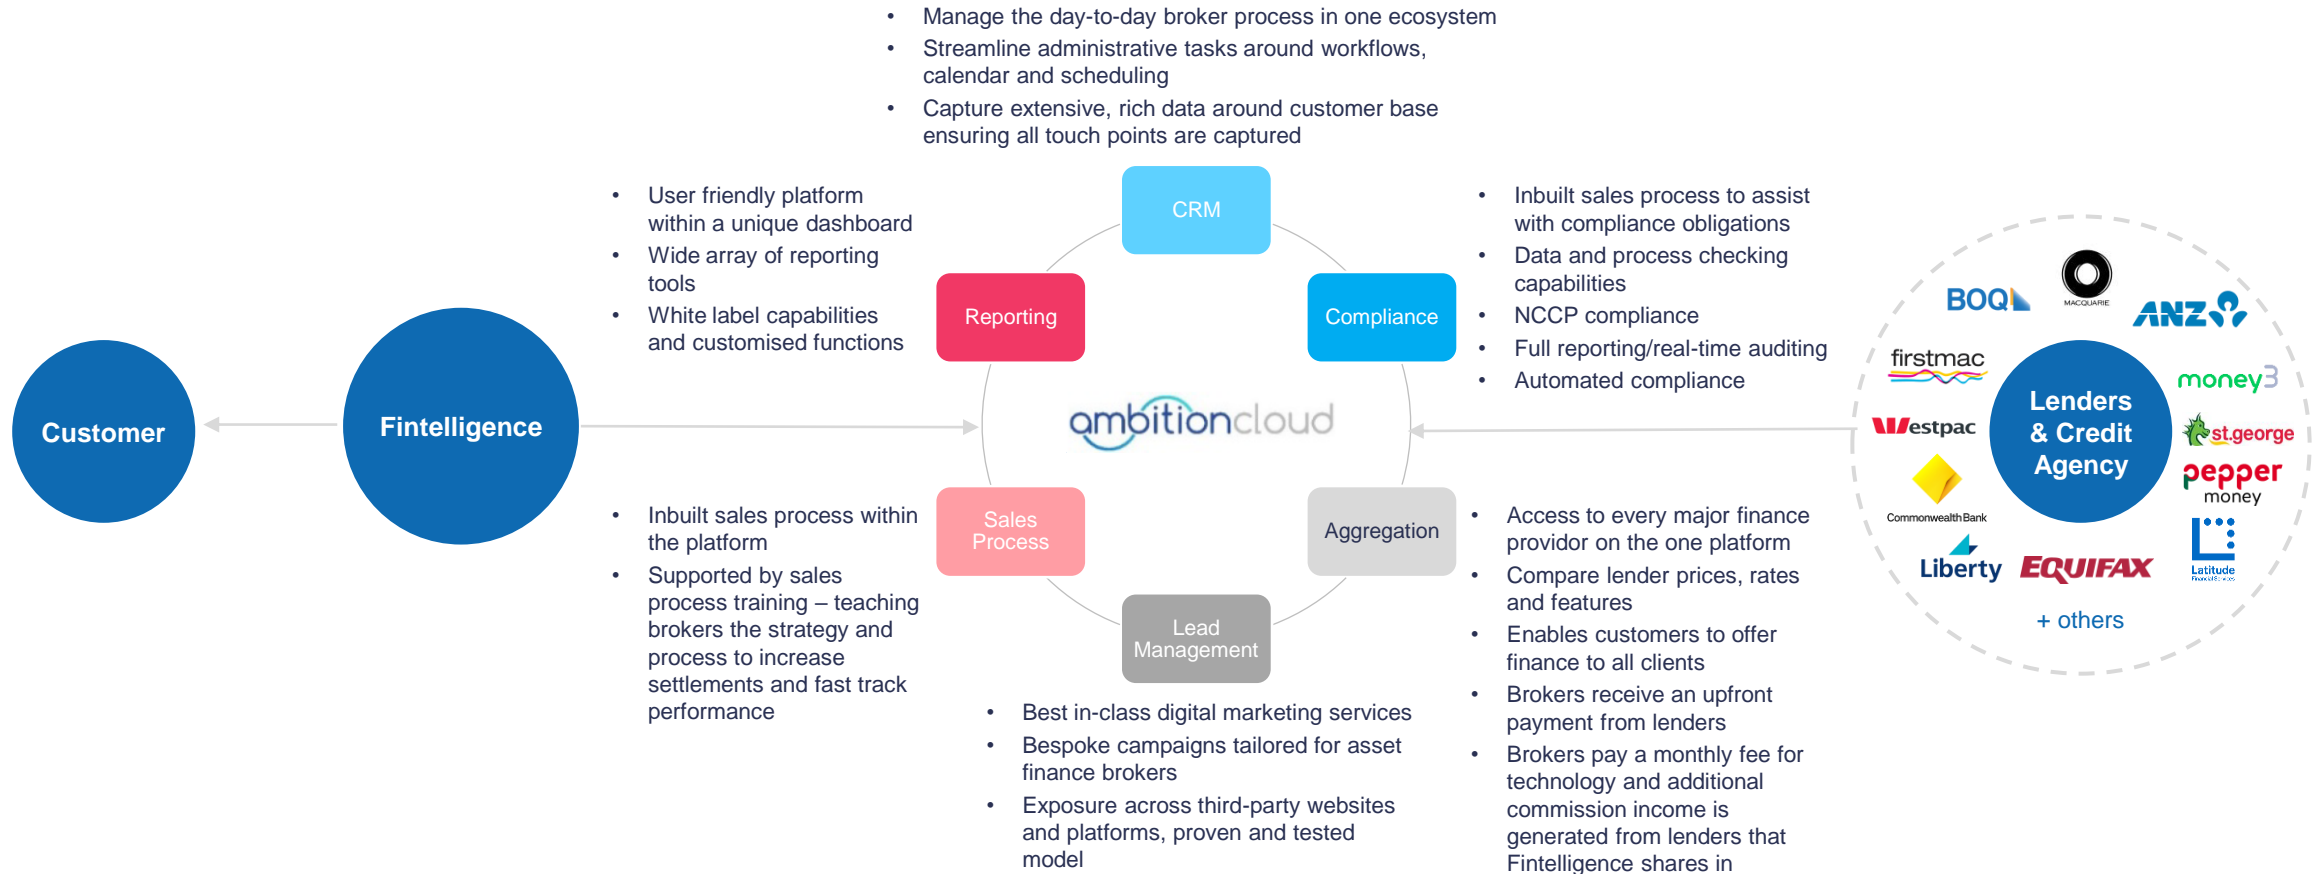 • Manage the day-to-day broker process in one ecosystem
• Streamline administrative tasks around workflows,
calendar and scheduling
• Capture extensive, rich data around customer base
ensuring all touch points are captured
• User friendly platform
within a unique dashboard
• Wide array of reporting
tools
• White label capabilities
and customised functions
CRM
Reporting
Compliance
• Inbuilt sales process to assist
with compliance obligations
• Data and process checking
capabilities
• NCCP compliance
• Full reporting/real-time auditing
• Automated compliance
Customer
Fintelligence
ambitioncloud
BOQ
MACQUARIE
ANZ
firstmac
money3
Westpac
Lenders
& Credit
Agency
st.george
pepper
money
CommonwealthBank
Liberty
EQUIFAX
Latitude
Financial Services
+ others
• Inbuilt sales process within
the platform
• Supported by sales
process training – teaching
brokers the strategy and
process to increase
settlements and fast track
performance
Sales
Process
Aggregation
Lead
Management
• Access to every major finance
providor on the one platform
• Compare lender prices, rates
and features
• Enables customers to offer
finance to all clients
• Brokers receive an upfront
payment from lenders
• Brokers pay a monthly fee for
technology and additional
commission income is
generated from lenders that
Fintelligence shares in
• Best in-class digital marketing services
• Bespoke campaigns tailored for asset
finance brokers
• Exposure across third-party websites
and platforms, proven and tested
model